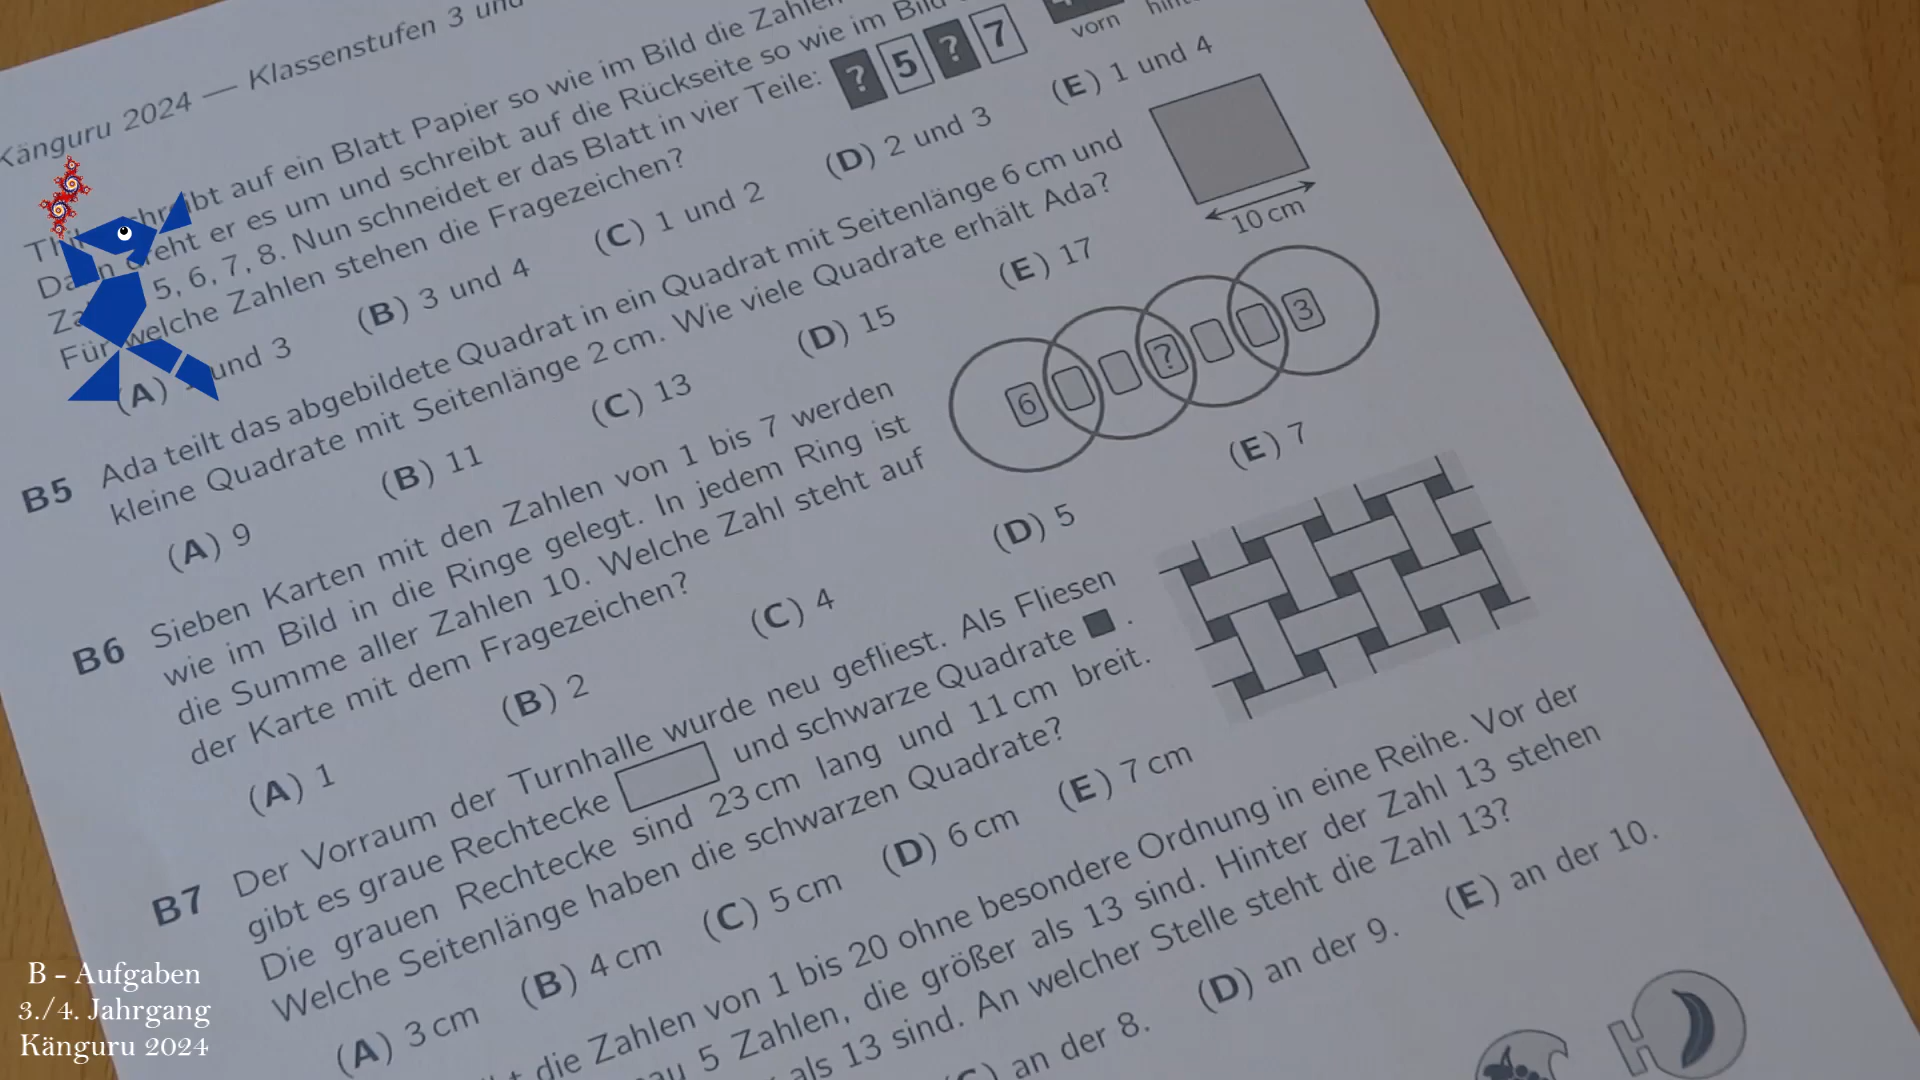 Känguru 2024 — Klassenstufen 3 und
schreibt auf ein Blatt Papier so wie im Bild die Zahlen
Dann dreht er es um und schreibt auf die Rückseite so wie im Bild
5, 6, 7, 8. Nun schneidet er das Blatt in vier Teile: ? 5 ? 7
vorn
Für welche Zahlen stehen die Fragezeichen?
(A) 1 und 3 (B) 3 und 4 (C) 1 und 2 (D) 2 und 3 (E) 1 und 4
B5 Ada teilt das abgebildete Quadrat in ein Quadrat mit Seitenlänge 6 cm und
kleine Quadrate mit Seitenlänge 2 cm. Wie viele Quadrate erhält Ada?
10 cm
(A) 9 (B) 11 (C) 13 (D) 15 (E) 17
B6 Sieben Karten mit den Zahlen von 1 bis 7 werden
wie im Bild in die Ringe gelegt. In jedem Ring ist
die Summe aller Zahlen 10. Welche Zahl steht auf
der Karte mit dem Fragezeichen?
6 ? 3
(A) 1 (B) 2 (C) 4 (D) 5 (E) 7
B7 Der Vorraum der Turnhalle wurde neu gefliest. Als Fliesen
gibt es graue Rechtecke und schwarze Quadrate .
Die grauen Rechtecke sind 23 cm lang und 11 cm breit.
Welche Seitenlänge haben die schwarzen Quadrate?
(A) 3 cm (B) 4 cm (C) 5 cm (D) 6 cm (E) 7 cm
die Zahlen von 1 bis 20 ohne besondere Ordnung in eine Reihe. Vor der
5 Zahlen, die größer als 13 sind. Hinter der Zahl 13 stehen
als 13 sind. An welcher Stelle steht die Zahl 13?
an der 8. (D) an der 9. (E) an der 10.
B - Aufgaben
3./4. Jahrgang
Känguru 2024